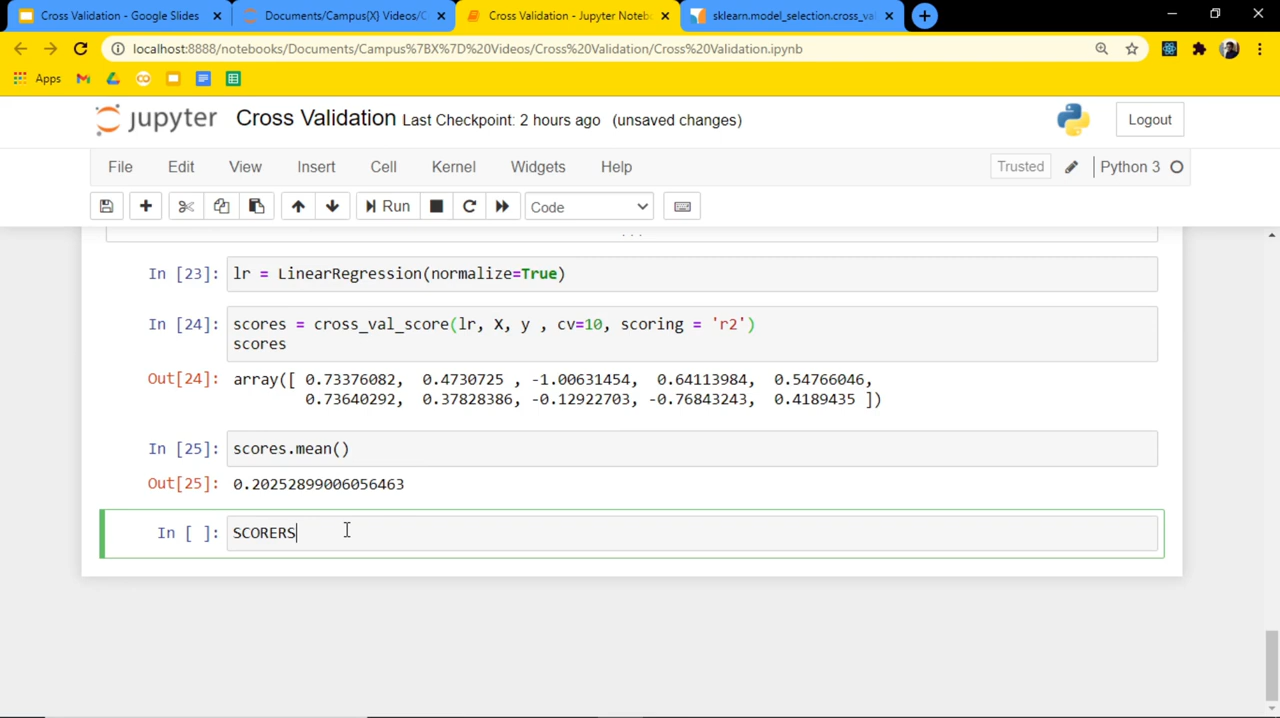 Cross Validation - Google Slides
Documents/Campus{X} Videos/C
Cross Validation - Jupyter Notebo
sklearn.model_selection.cross_va
localhost:8888/notebooks/Documents/Campus%7BX%7D%20Videos/Cross%20Validation/Cross%20Validation.ipynb
Apps
jupyter Cross Validation Last Checkpoint: 2 hours ago (unsaved changes)
Logout
File Edit View Insert Cell Kernel Widgets Help
Trusted Python 3
Run Code
...
In [23]: lr = LinearRegression(normalize=True)
In [24]: scores = cross_val_score(lr, X, y , cv=10, scoring = 'r2')
scores
Out[24]: array([ 0.73376082, 0.4730725 , -1.00631454, 0.64113984, 0.54766046,
0.73640292, 0.37828386, -0.12922703, -0.76843243, 0.4189435 ])
In [25]: scores.mean()
Out[25]: 0.20252899006056463
In [ ]: SCORERS